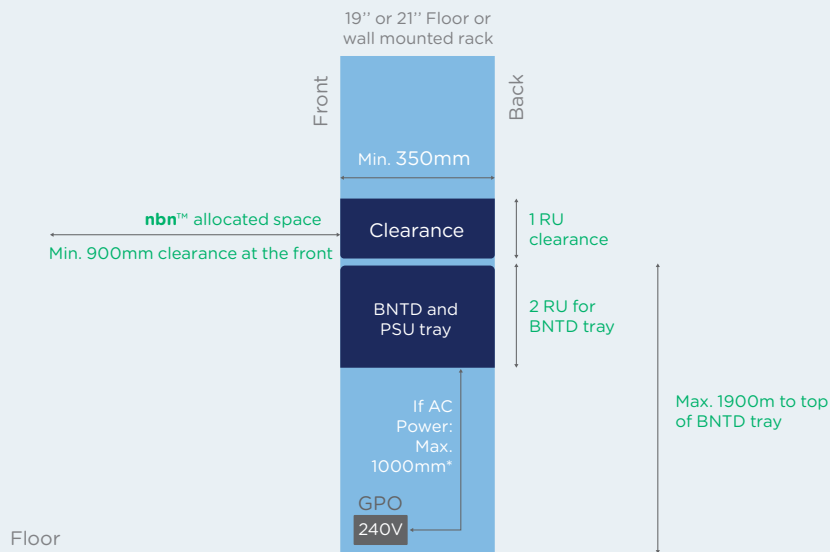 19’’ or 21’’ Floor or
wall mounted rack
Front
Back
Min. 350mm
nbn™ allocated space
Min. 900mm clearance at the front
Clearance
1 RU
clearance
BNTD and
PSU tray
2 RU for
BNTD tray
Max. 1900m to top
of BNTD tray
If AC
Power:
Max.
1000mm*
GPO
240V
Floor